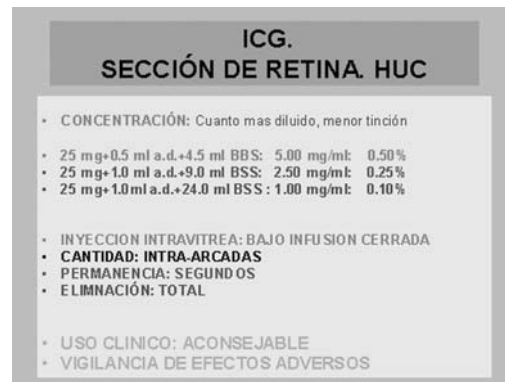 ICG.
SECCIÓN DE RETINA. HUC
• CONCENTRACIÓN: Cuanto mas diluido, menor tinción
• 25 mg+0.5 ml a.d.+4.5 ml BBS: 5.00 mg/ml: 0.50%
• 25 mg+1.0 ml a.d.+9.0 ml BSS: 2.50 mg/ml: 0.25%
• 25 mg+1.0ml a.d.+24.0 ml BSS : 1.00 mg/ml: 0.10%
• INYECCION INTRAVITREA: BAJO INFUSION CERRADA
• CANTIDAD: INTRA-ARCADAS
• PERMANENCIA: SEGUNDOS
• ELIMNACIÓN: TOTAL
• USO CLINICO: ACONSEJABLE
• VIGILANCIA DE EFECTOS ADVERSOS